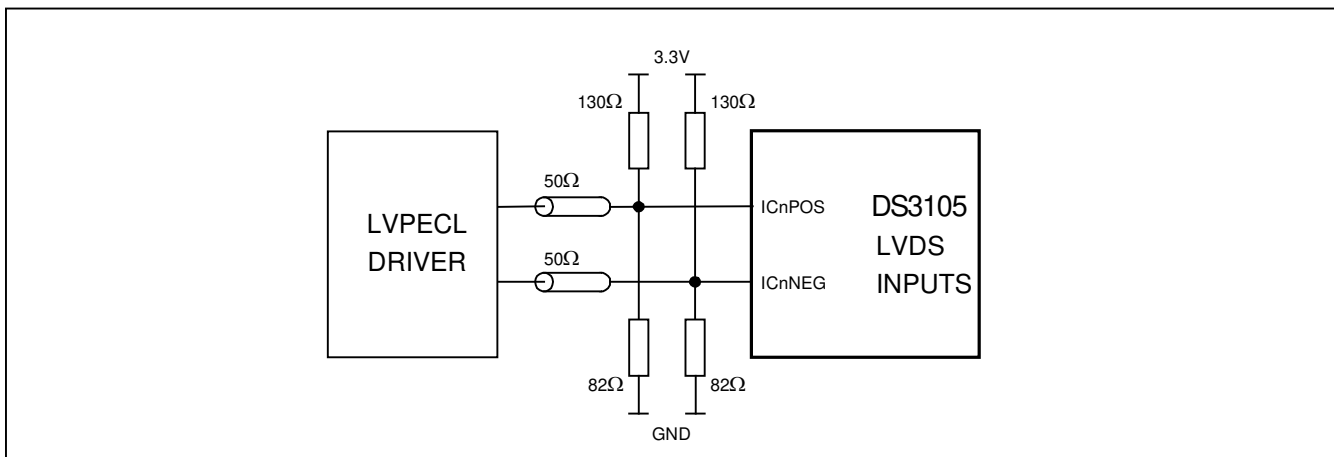 3.3V
130Ω
130Ω
50Ω
LVPECL
DRIVER
50Ω
ICnPOS
ICnNEG
DS3105
LVDS
INPUTS
82Ω
82Ω
GND